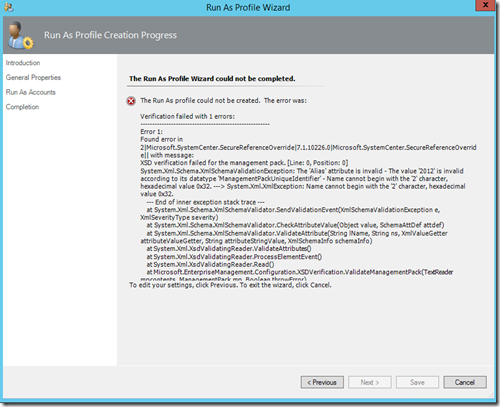 Run As Profile Wizard
x
Run As Profile Creation Progress
Introduction
General Properties
Run As Accounts
Completion
The Run As Profile Wizard could not be completed.
The Run As profile could not be created. The error was:
Verification failed with 1 errors:
-------------------------------------------------------
Error 1:
Found error in
2|Microsoft.SystemCenter.SecureReferenceOverride|7.1.10226.0|Microsoft.SystemCenter.SecureReferenceOverrid
e|| with message:
XSD verification failed for the management pack. [Line: 0, Position: 0]
System.Xml.Schema.XmlSchemaValidationException: The 'Alias' attribute is invalid - The value '2012' is invalid
according to its datatype 'ManagementPackUniqueIdentifier' - Name cannot begin with the '2' character,
hexadecimal value 0x32. ---> System.Xml.XmlException: Name cannot begin with the '2' character, hexadecimal
value 0x32.
--- End of inner exception stack trace ---
at System.Xml.Schema.XmlSchemaValidator.SendValidationEvent(XmlSchemaValidationException e,
XmlSeverityType severity)
at System.Xml.Schema.XmlSchemaValidator.CheckAttributeValue(Object value, SchemaAttDef attdef)
at System.Xml.Schema.XmlSchemaValidator.ValidateAttribute(String lName, String ns, XmlValueGetter
attributeValueGetter, String attributeStringValue, XmlSchemaInfo schemaInfo)
at System.Xml.XsdValidatingReader.ValidateAttributes()
at System.Xml.XsdValidatingReader.ProcessElementEvent()
at System.Xml.XsdValidatingReader.Read()
at Microsoft.EnterpriseManagement.Configuration.XSDVerification.ValidateManagementPack(TextReader
mpcontents, ManagementPack mp, Boolean throwError)
To edit your settings, click Previous. To exit the wizard, click Cancel.
< Previous
Next >
Save
Cancel